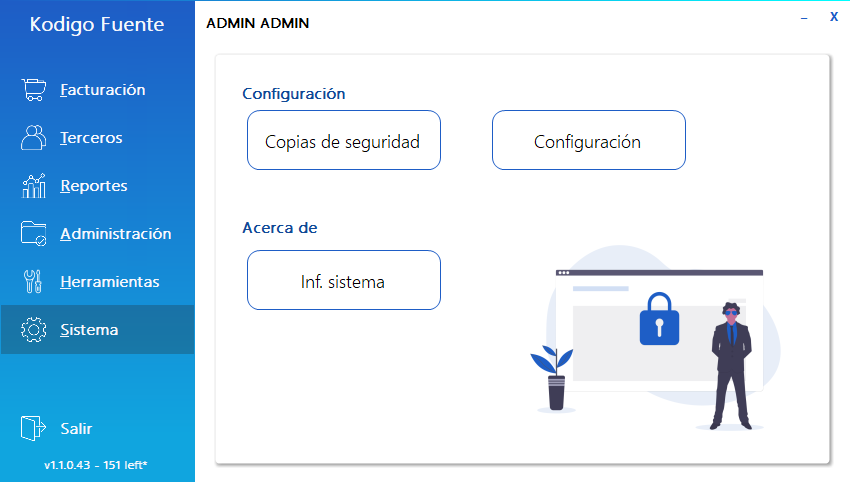 Kodigo Fuente
Facturación
Terceros
Reportes
Administración
Herramientas
Sistema
Salir
v1.1.0.43 - 151 left*
ADMIN ADMIN
– X
Configuración
Copias de seguridad
Configuración
Acerca de
Inf. sistema